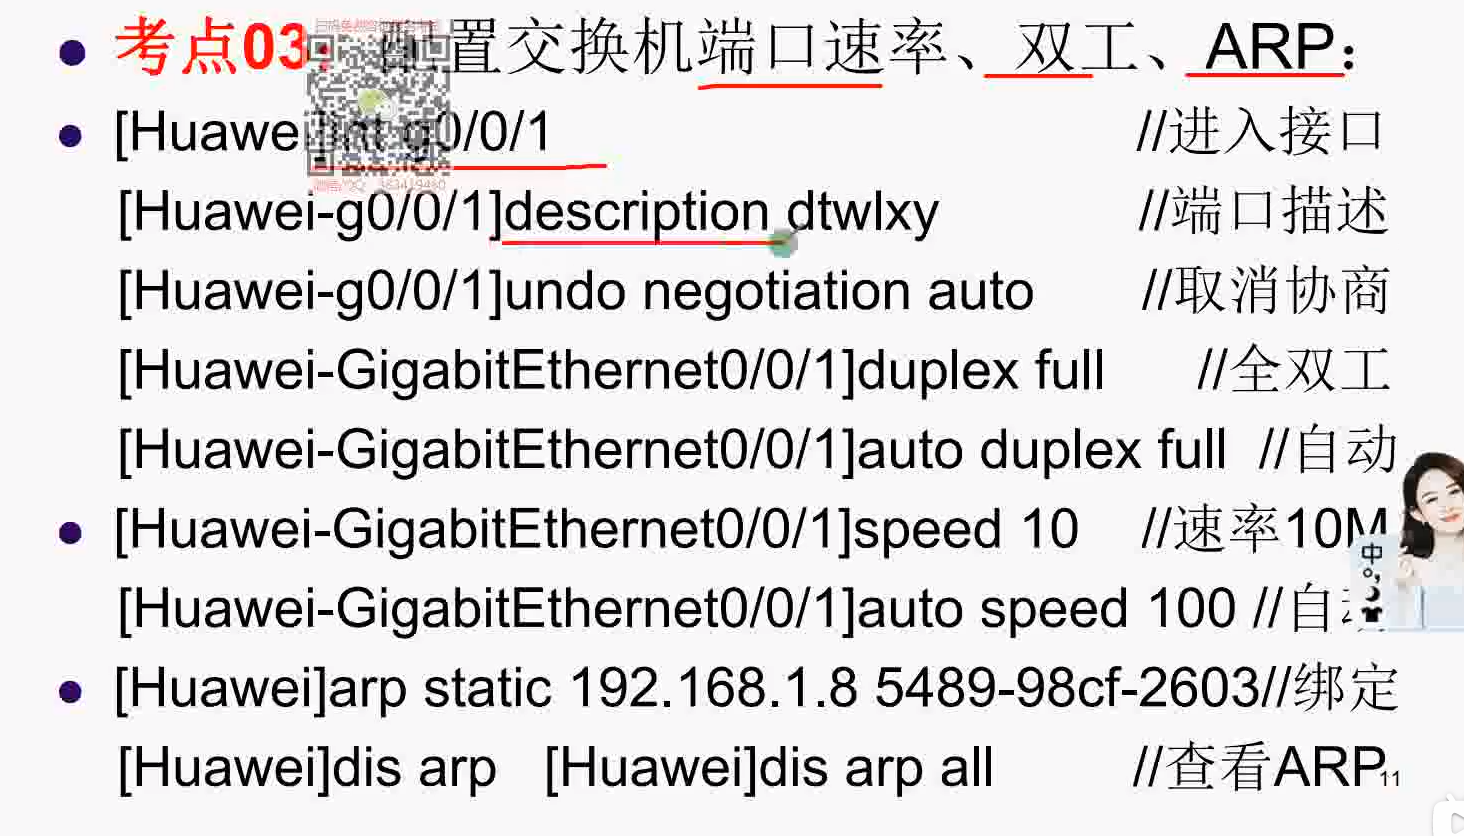 考点03：配置交换机端口速率、双工、ARP：
[Huawei]int g0/0/1 //进入接口
[Huawei-g0/0/1]description dtwlxy //端口描述
[Huawei-g0/0/1]undo negotiation auto //取消协商
[Huawei-GigabitEthernet0/0/1]duplex full //全双工
[Huawei-GigabitEthernet0/0/1]auto duplex full //自动
[Huawei-GigabitEthernet0/0/1]speed 10 //速率10M
[Huawei-GigabitEthernet0/0/1]auto speed 100 //自动
[Huawei]arp static 192.168.1.8 5489-98cf-2603//绑定
[Huawei]dis arp [Huawei]dis arp all //查看ARP
11
中